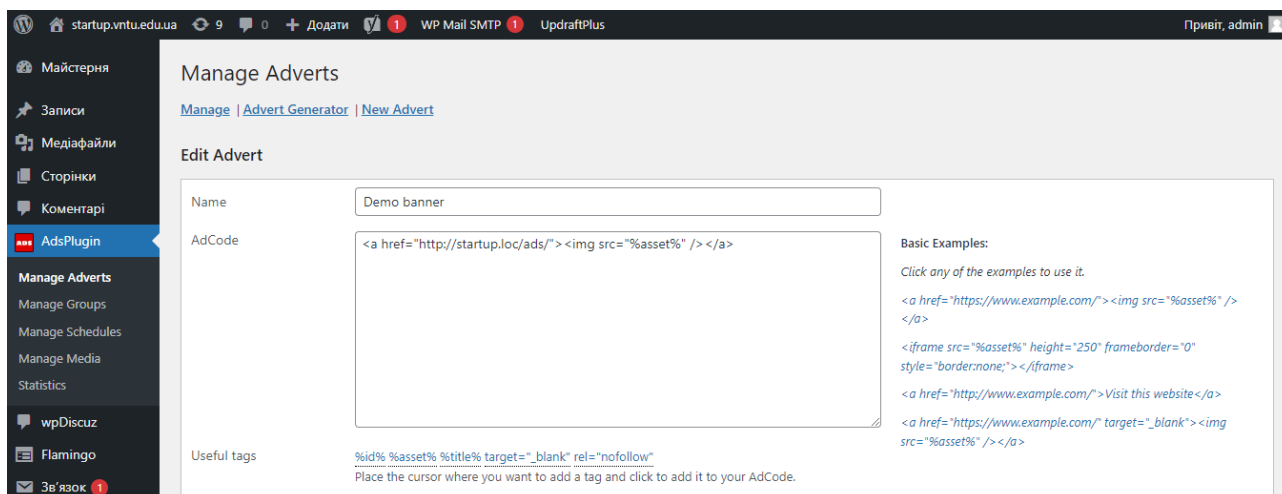 startup.vntu.edu.ua 9 0 + Додати 1 WP Mail SMTP 1 UpdraftPlus Привіт, admin
Майстерня
Записи
Медіафайли
Сторінки
Коментарі
ADS AdsPlugin
Manage Adverts
Manage Groups
Manage Schedules
Manage Media
Statistics
wpDiscuz
Flamingo
Зв'язок 1
Manage Adverts
Manage | Advert Generator | New Advert
Edit Advert
Name
Demo banner
AdCode
<a href="http://startup.loc/ads/"><img src="%asset%" /></a>
Basic Examples:
Click any of the examples to use it.
<a href="https://www.example.com/"><img src="%asset%" />
</a>
<iframe src="%asset%" height="250" frameborder="0"
style="border:none;"></iframe>
<a href="http://www.example.com/">Visit this website</a>
<a href="http://www.example.com/" target="_blank"><img
src="%asset%" /></a>
Useful tags
%id% %asset% %title% target="_blank" rel="nofollow"
Place the cursor where you want to add a tag and click to add it to your AdCode.